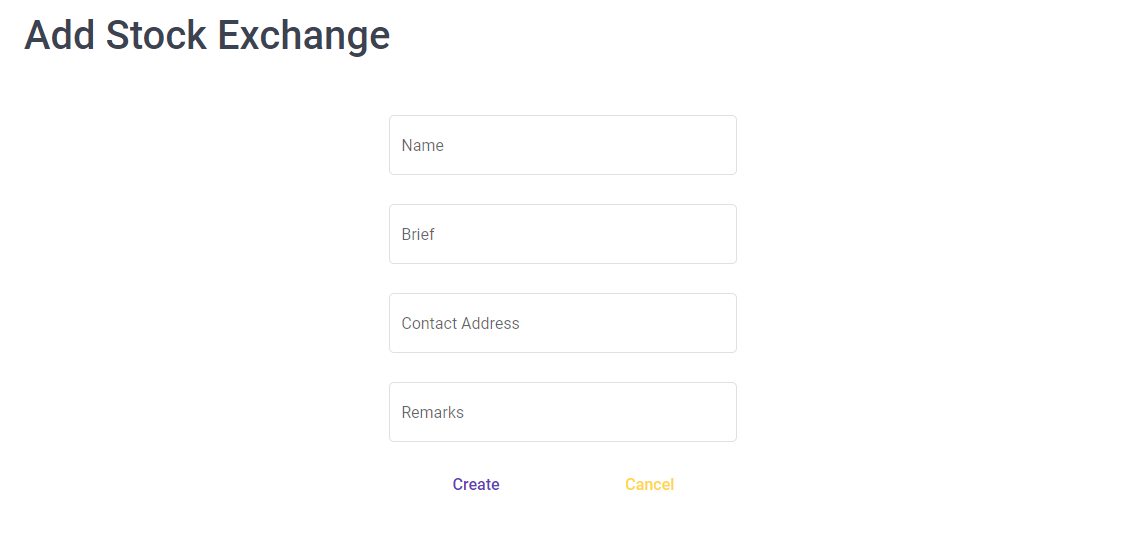 Add Stock Exchange
Name
Brief
Contact Address
Remarks
Create Cancel